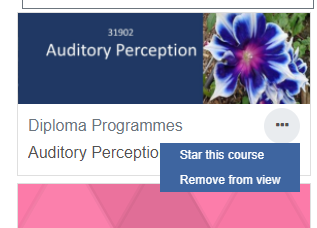 31902
Auditory Perception
Diploma Programmes
Auditory Perceptio
Star this course
Remove from view